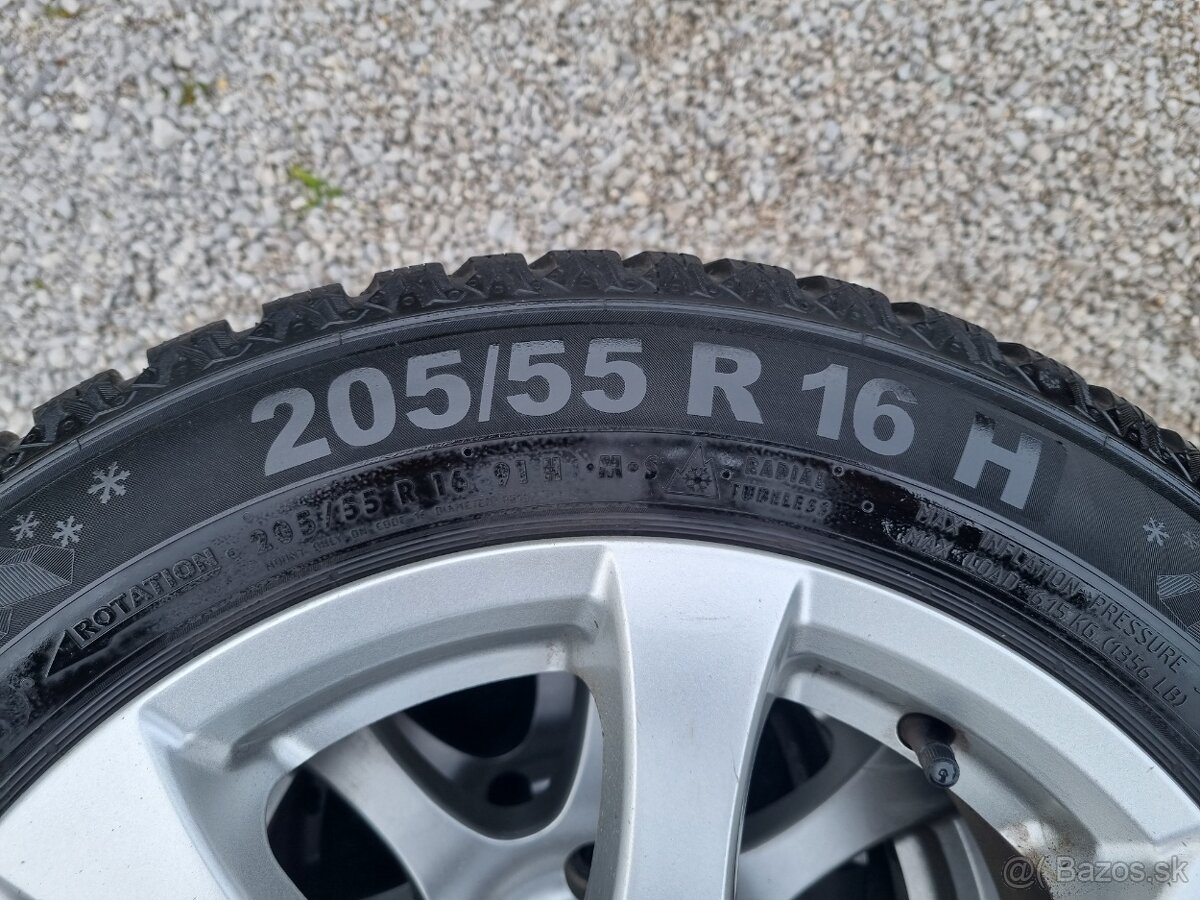 205/55 R 16 H
205/55 R 16 91 H · M · S RADIAL
TUBELESS
ROTATION
MAX INFLATION PRESSURE
MAX LOAD 615 KG (1356 LB)
Bazos.sk